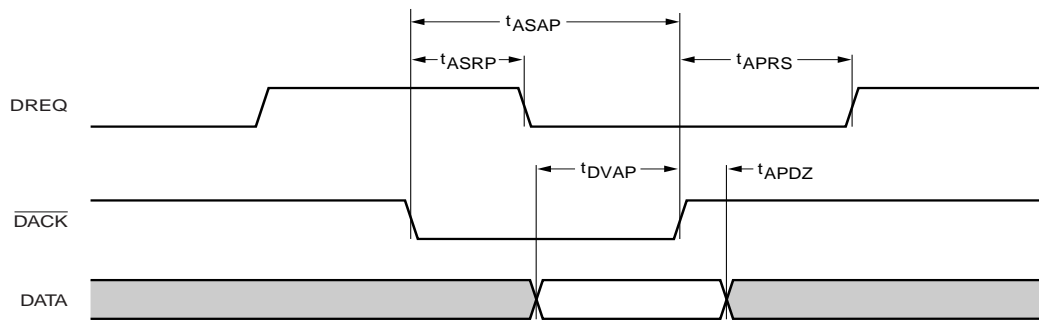 tASAP
tASRP
tAPRS
DREQ
tDVAP
tAPDZ
DACK
DATA